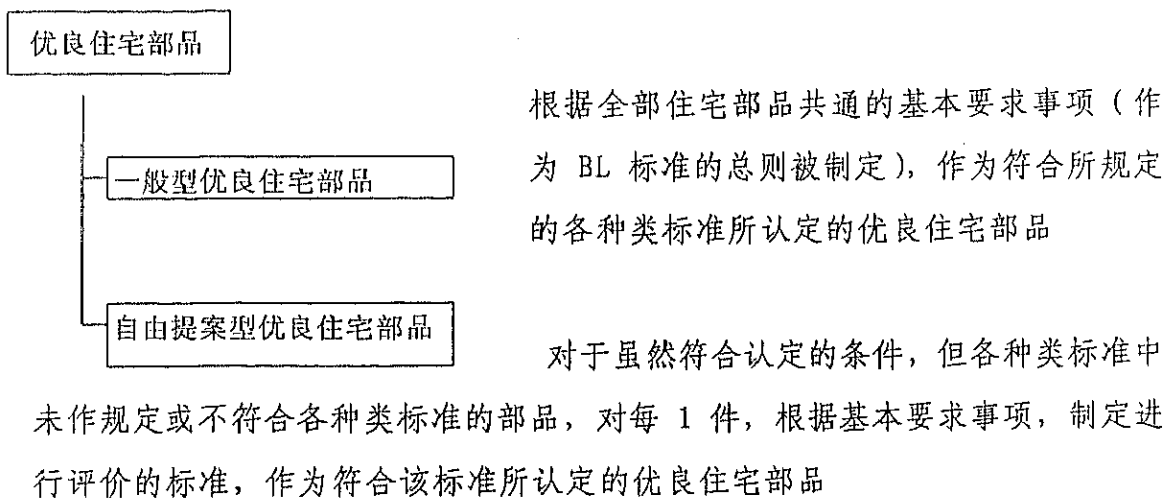 优良住宅部品
根据全部住宅部品共通的基本要求事项（作
为 BL 标准的总则被制定），作为符合所规定
一般型优良住宅部品
的各种类标准所认定的优良住宅部品
自由提案型优良住宅部品
对于虽然符合认定的条件，但各种类标准中
未作规定或不符合各种类标准的部品，对每 1 件，根据基本要求事项，制定进
行评价的标准，作为符合该标准所认定的优良住宅部品